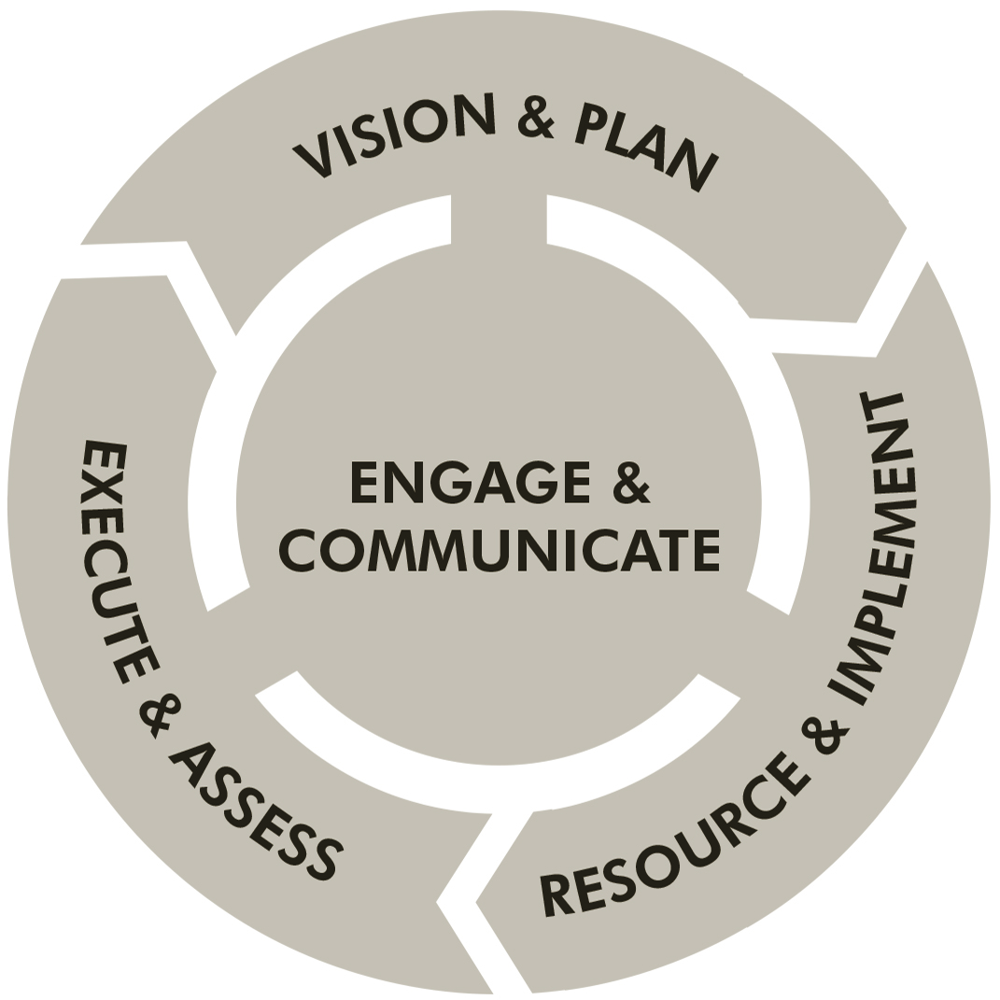 VISION & PLAN
ENGAGE &
COMMUNICATE
RESOURCE & IMPLEMENT
EXECUTE & ASSESS